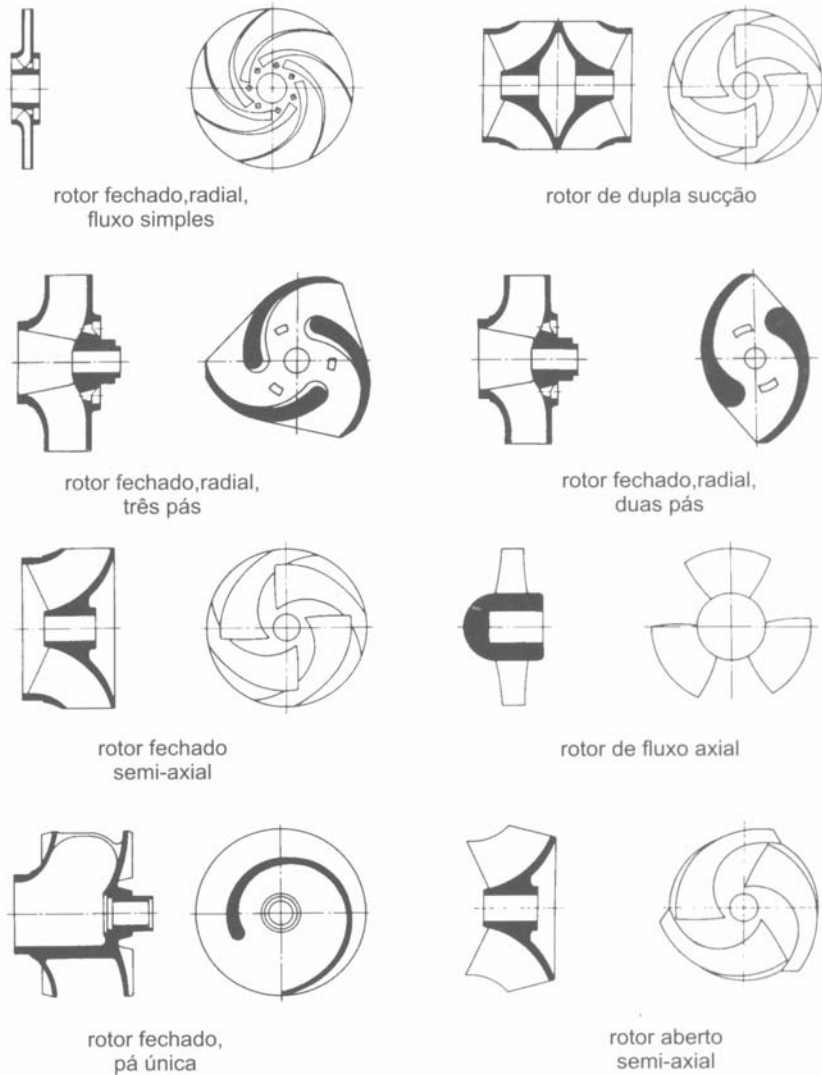 rotor fechado,radial,
fluxo simples
rotor de dupla sucção
rotor fechado,radial,
três pás
rotor fechado,radial,
duas pás
rotor fechado
semi-axial
rotor de fluxo axial
rotor fechado,
pá única
rotor aberto
semi-axial